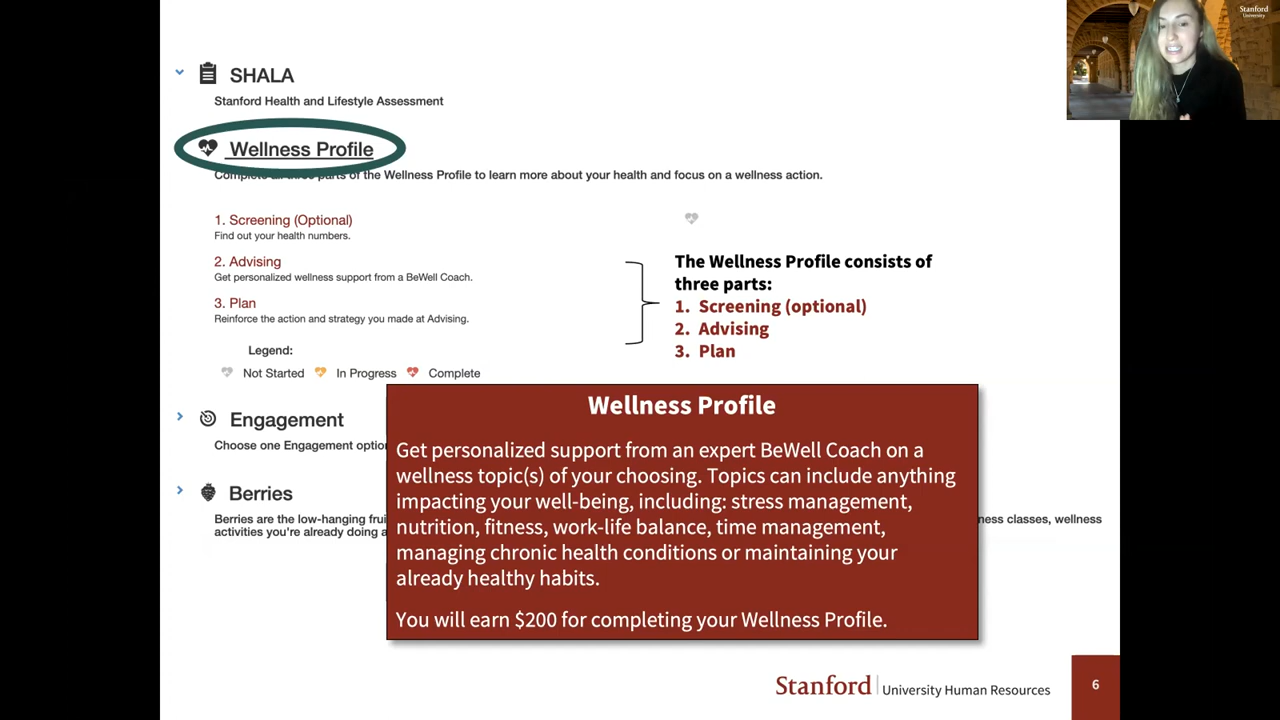 Stanford
University
SHALA
Stanford Health and Lifestyle Assessment
Wellness Profile
Complete all three parts of the Wellness Profile to learn more about your health and focus on a wellness action.
1. Screening (Optional)
Find out your health numbers.
2. Advising
Get personalized wellness support from a BeWell Coach.
3. Plan
Reinforce the action and strategy you made at Advising.
Legend:
Not Started In Progress Complete
The Wellness Profile consists of
three parts:
1. Screening (optional)
2. Advising
3. Plan
Engagement
Choose one Engagement optio
Berries
Berries are the low-hanging frui
ness classes, wellness
activities you're already doing a
Wellness Profile
Get personalized support from an expert BeWell Coach on a
wellness topic(s) of your choosing. Topics can include anything
impacting your well-being, including: stress management,
nutrition, fitness, work-life balance, time management,
managing chronic health conditions or maintaining your
already healthy habits.
You will earn $200 for completing your Wellness Profile.
Stanford University Human Resources
6